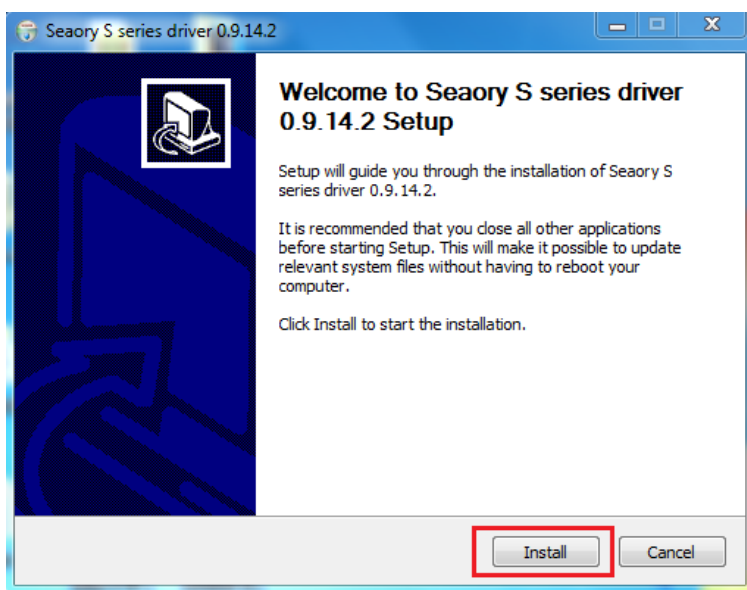 Seaory S series driver 0.9.14.2
Welcome to Seaory S series driver
0.9.14.2 Setup
Setup will guide you through the installation of Seaory S
series driver 0.9.14.2.
It is recommended that you close all other applications
before starting Setup. This will make it possible to update
relevant system files without having to reboot your
computer.
Click Install to start the installation.
Install
Cancel